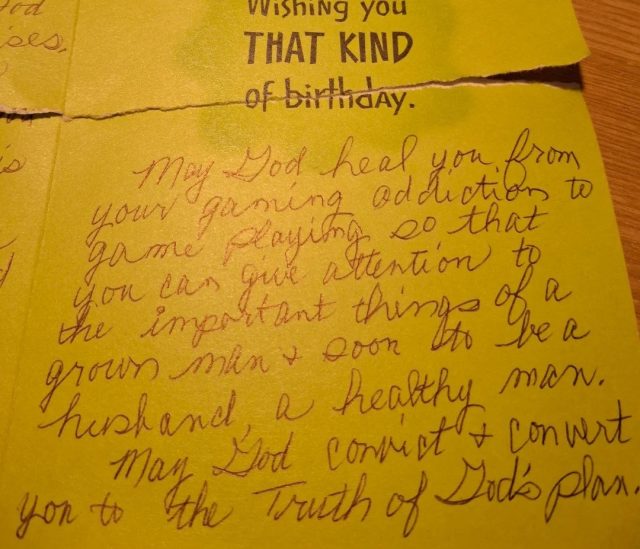 Wishing you
THAT KIND
of birthday.
May God heal you from
your gaming addiction to
game playing so that
you can give attention to
the important things of a
grown man & soon to be a
husband, a healthy man.
May God convict & convert
you to the Truth of God's plan.